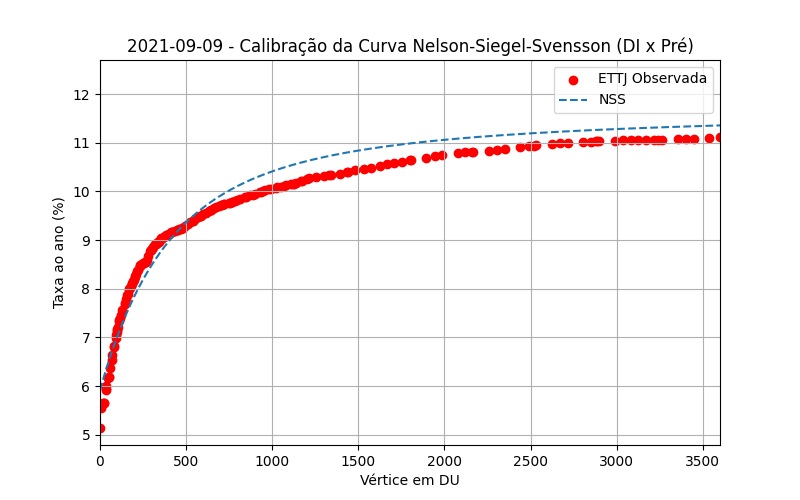 2021-09-09 - Calibração da Curva Nelson-Siegel-Svensson (DI x Pré)
ETTJ Observada
NSS
Taxa ao ano (%)
12
11
10
9
8
7
6
5
0 500 1000 1500 2000 2500 3000 3500
Vértice em DU